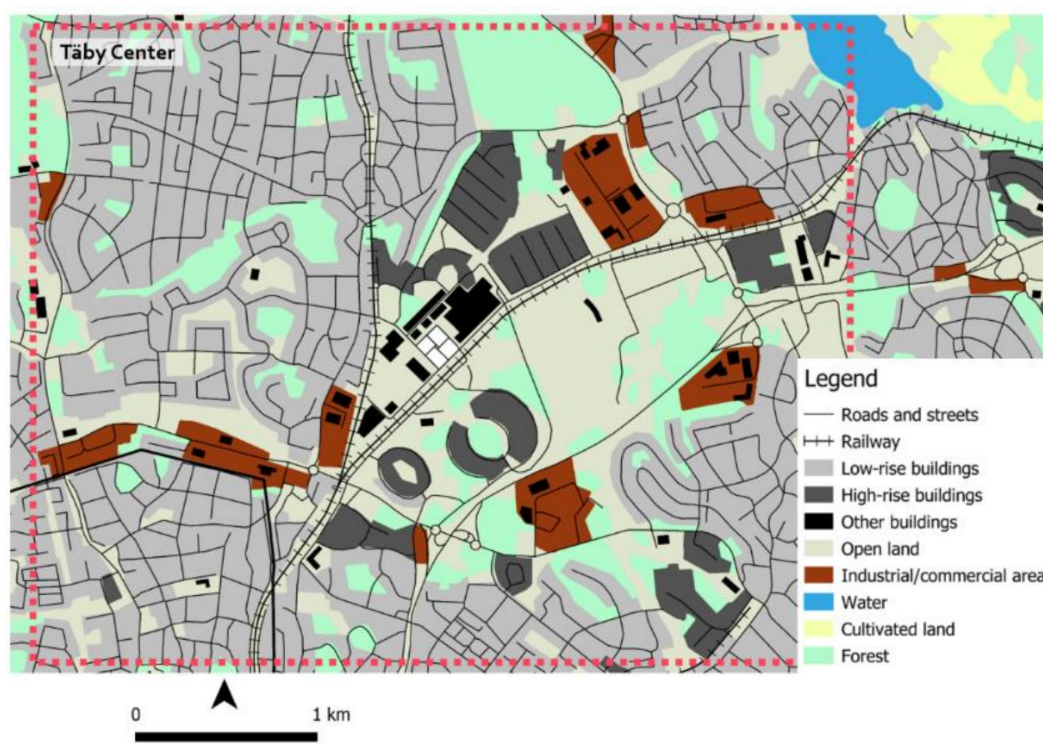 Täby Center
Legend
Roads and streets
Railway
Low-rise buildings
High-rise buildings
Other buildings
Open land
Industrial/commercial area
Water
Cultivated land
Forest
0 1 km